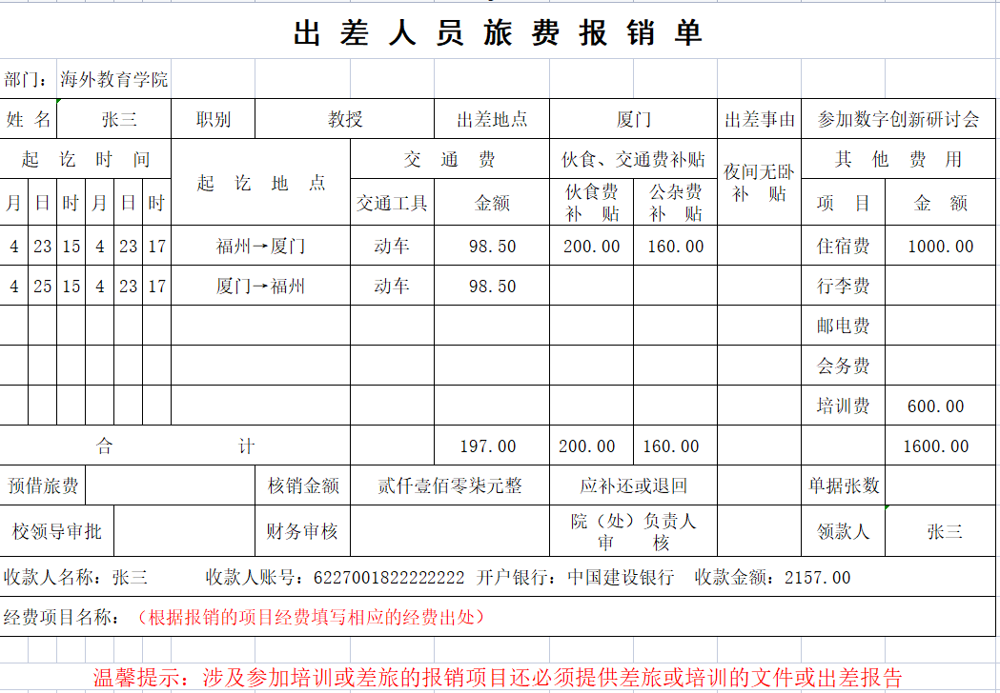 出差人员旅费报销单
部门： 海外教育学院
姓 名 张三 职别 教授 出差地点 厦门 出差事由 参加数字创新研讨会
起 讫 时 间 起 讫 地 点 交 通 费 伙食、交通费补贴 夜间无卧补 贴 其 他 费 用
月 日 时 月 日 时 交通工具 金额 伙食费补 贴 公杂费补 贴 项 目 金 额
4 23 15 4 23 17 福州→厦门 动车 98.50 200.00 160.00 住宿费 1000.00
4 25 15 4 23 17 厦门→福州 动车 98.50 行李费
邮电费
会务费
培训费 600.00
合 计 197.00 200.00 160.00 1600.00
预借旅费 核销金额 贰仟壹佰零柒元整 应补还或退回 单据张数
校领导审批 财务审核 院（处）负责人审 核 领款人 张三
收款人名称：张三 收款人账号：6227001822222222 开户银行：中国建设银行 收款金额：2157.00
经费项目名称：（根据报销的项目经费填写相应的经费出处）
温馨提示：涉及参加培训或差旅的报销项目还必须提供差旅或培训的文件或出差报告